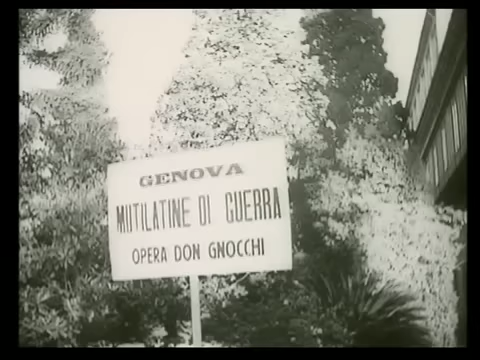 GENOVA
MUTILATINE DI GUERRA
OPERA DON GNOCCHI